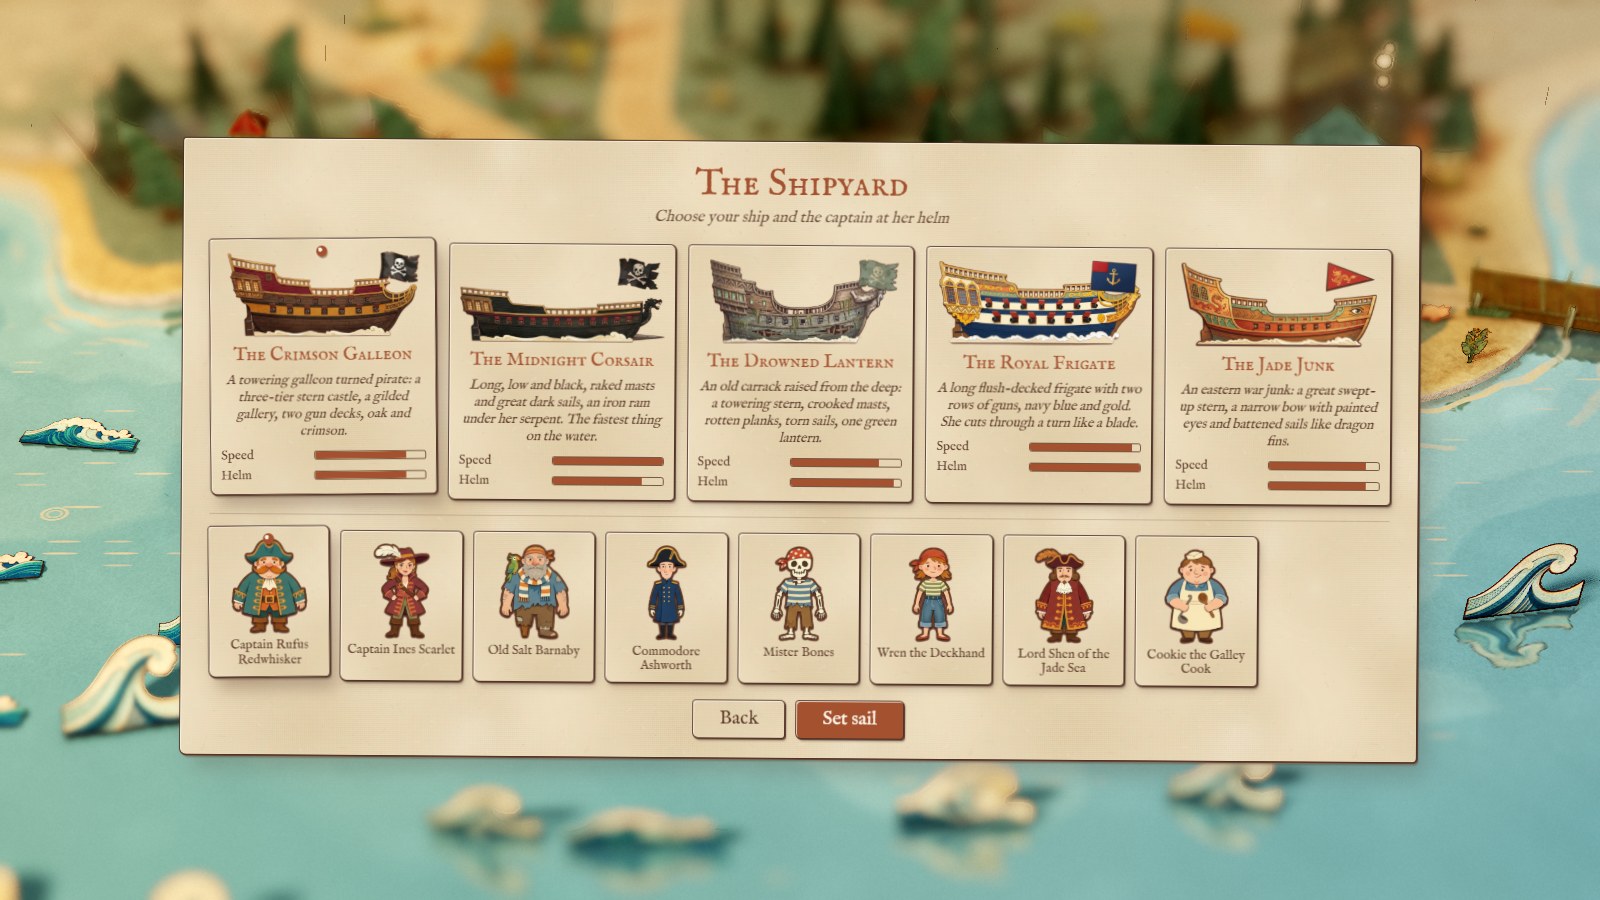 The Shipyard
Choose your ship and the captain at her helm
The Crimson Galleon
A towering galleon turned pirate: a
three-tier stern castle, a gilded
gallery, two gun decks, oak and
crimson.
Speed
Helm
The Midnight Corsair
Long, low and black, raked masts
and great dark sails, an iron ram
under her serpent. The fastest thing
on the water.
Speed
Helm
The Drowned Lantern
An old carrack raised from the deep:
a towering stern, crooked masts,
rotten planks, torn sails, one green
lantern.
Speed
Helm
The Royal Frigate
A long flush-decked frigate with two
rows of guns, navy blue and gold.
She cuts through a turn like a blade.
Speed
Helm
The Jade Junk
An eastern war junk: a great swept-
up stern, a narrow bow with painted
eyes and battened sails like dragon
fins.
Speed
Helm
Captain Rufus
Redwhisker
Captain Ines Scarlet
Old Salt Barnaby
Commodore
Ashworth
Mister Bones
Wren the Deckhand
Lord Shen of the
Jade Sea
Cookie the Galley
Cook
Back
Set sail